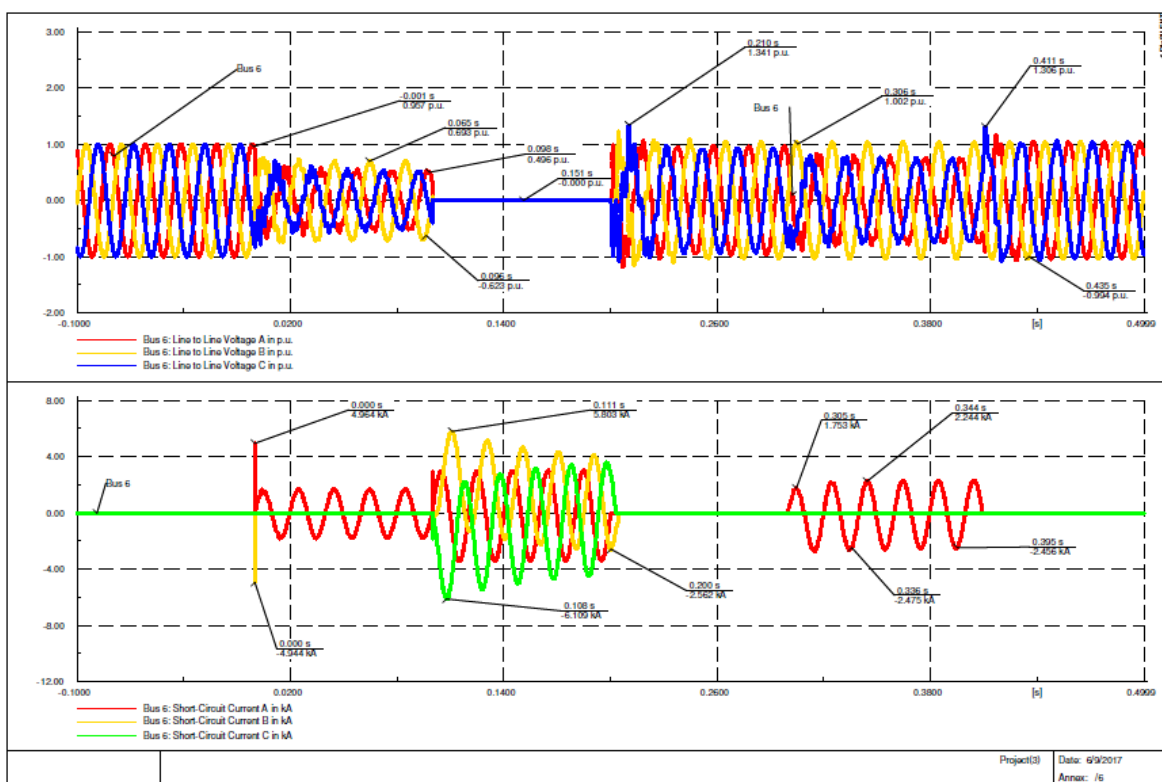 3.00
0.210 s
1.341 p.u.
0.411 s
1.306 p.u.
2.00
Bus 6
-0.001 s
0.957 p.u.
0.306 s
1.002 p.u.
Bus 6
0.065 s
0.693 p.u.
1.00
0.098 s
0.496 p.u.
0.151 s
-0.000 p.u.
0.00
-1.00
0.096 s
-0.623 p.u.
0.435 s
-0.994 p.u.
-2.00
-0.1000 0.0200 0.1400 0.2600 0.3800 [s] 0.4999
Bus 6: Line to Line Voltage A in p.u.
Bus 6: Line to Line Voltage B in p.u.
Bus 6: Line to Line Voltage C in p.u.
8.00
0.000 s
4.964 kA
0.111 s
5.803 kA
0.305 s
1.753 kA
0.344 s
2.244 kA
4.00
Bus 6
0.00
0.395 s
-2.456 kA
-4.00
0.200 s
-2.562 kA
0.336 s
-2.475 kA
0.108 s
-6.109 kA
-8.00
0.000 s
-4.944 kA
-12.00
-0.1000 0.0200 0.1400 0.2600 0.3800 [s] 0.4999
Bus 6: Short-Circuit Current A in kA
Bus 6: Short-Circuit Current B in kA
Bus 6: Short-Circuit Current C in kA
Project(3) Date: 6/9/2017
Annex: /6